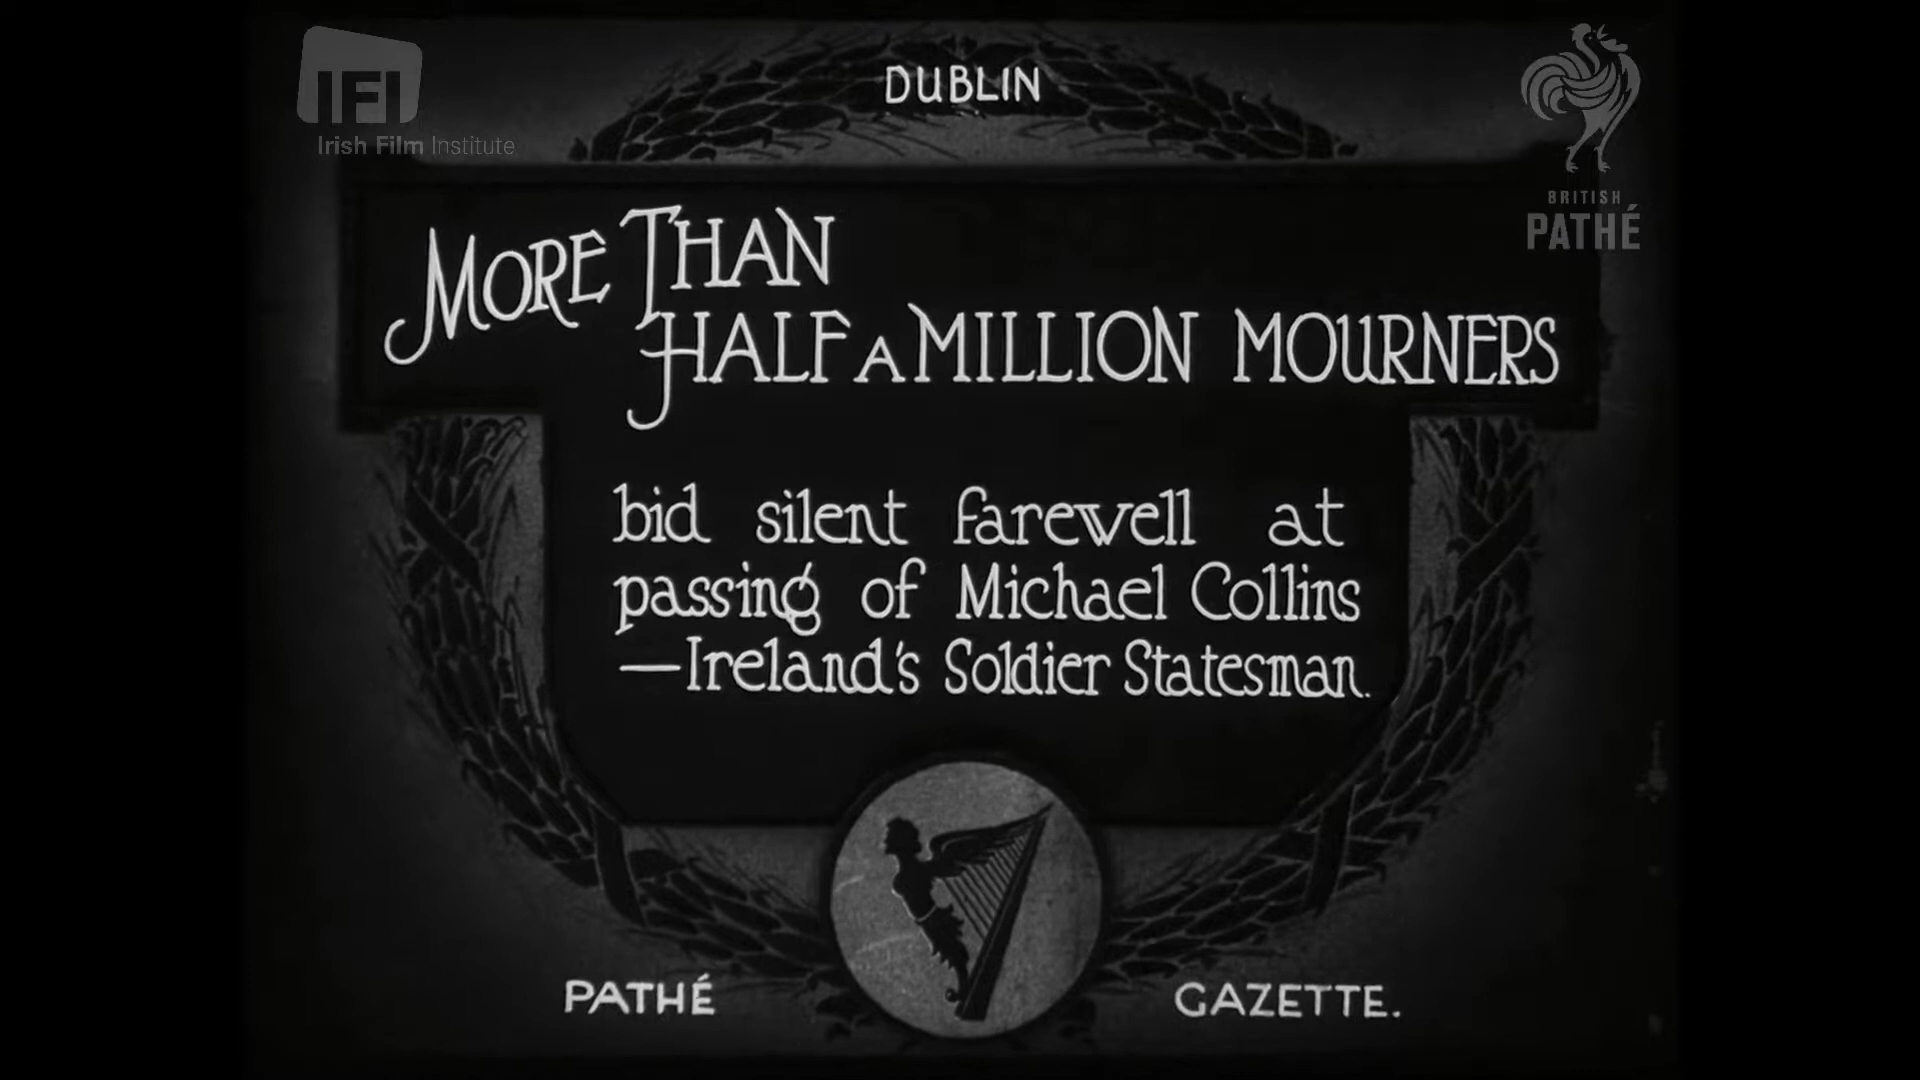 IFI
Irish Film Institute
DUBLIN
BRITISH
PATHÉ
MORE THAN
HALF A MILLION MOURNERS
bid silent farewell at
passing of Michael Collins
—Ireland's Soldier Statesman.
PATHÉ GAZETTE.